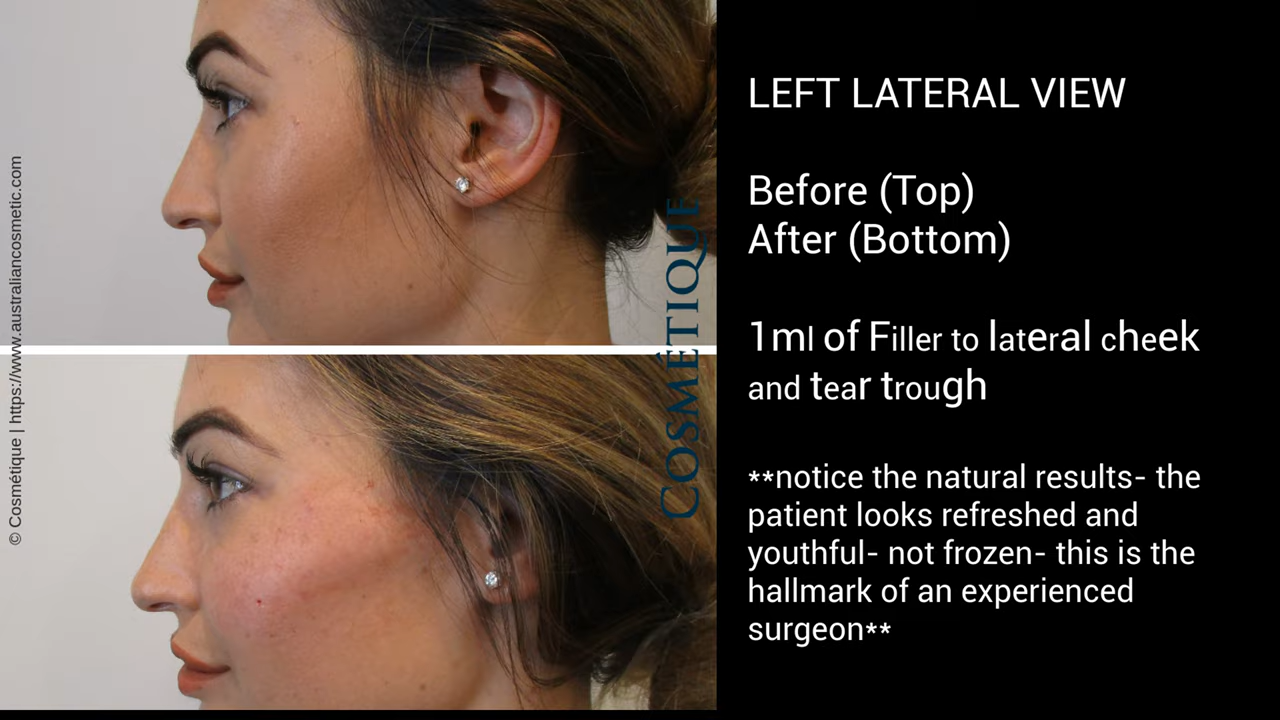 © Cosmétique | https://www.australiancosmetic.com
COSMÉTIQUE
LEFT LATERAL VIEW
Before (Top)
After (Bottom)
1ml of Filler to lateral cheek
and tear trough
**notice the natural results- the
patient looks refreshed and
youthful- not frozen- this is the
hallmark of an experienced
surgeon**